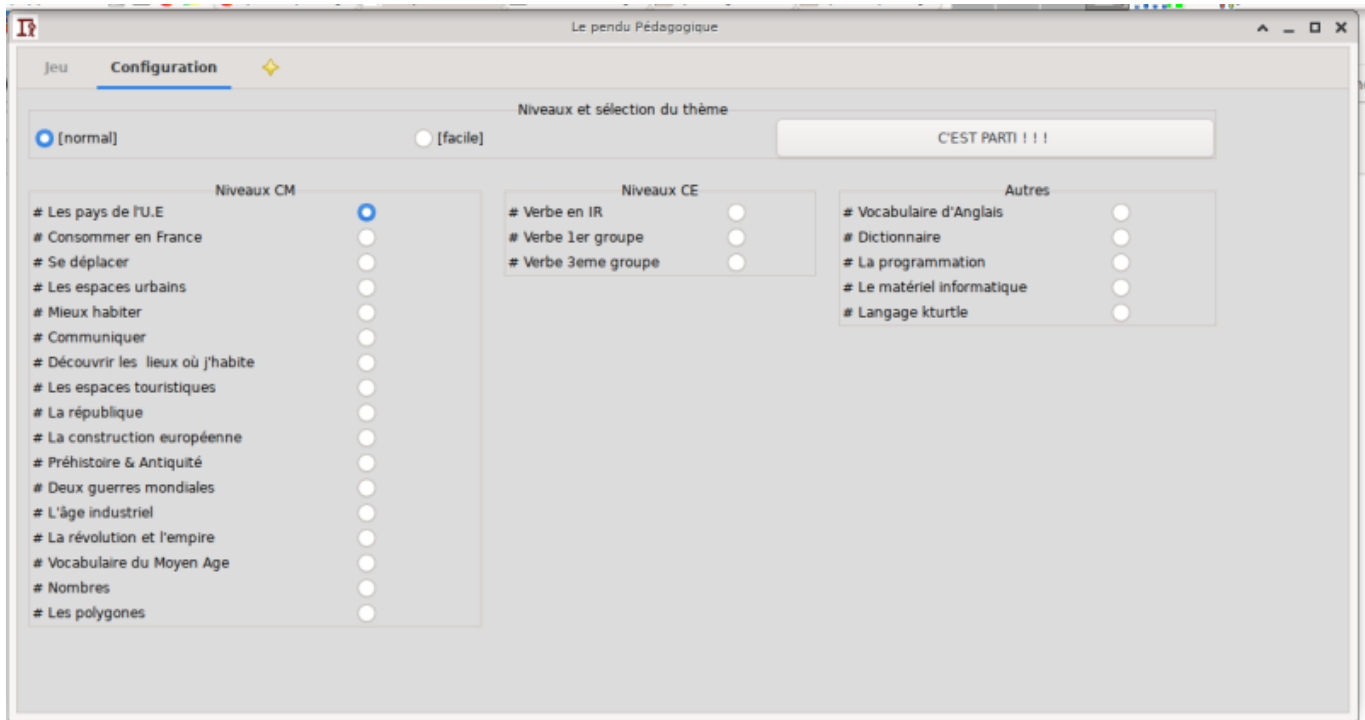 Le pendu Pédagogique
Jeu Configuration
Niveaux et sélection du thème
[normal] [facile] C'EST PARTI ! ! !
Niveaux CM
# Les pays de l'U.E
# Consommer en France
# Se déplacer
# Les espaces urbains
# Mieux habiter
# Communiquer
# Découvrir les  lieux où j'habite
# Les espaces touristiques
# La république
# La construction européenne
# Préhistoire & Antiquité
# Deux guerres mondiales
# L'âge industriel
# La révolution et l'empire
# Vocabulaire du Moyen Age
# Nombres
# Les polygones
Niveaux CE
# Verbe en IR
# Verbe 1er groupe
# Verbe 3eme groupe
Autres
# Vocabulaire d'Anglais
# Dictionnaire
# La programmation
# Le matériel informatique
# Langage kturtle